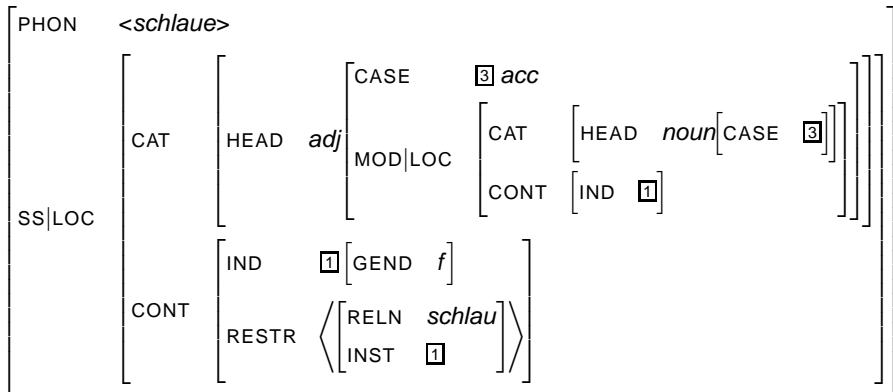 PHON <schlaue>
CASE 3 acc
CAT HEAD adj MOD|LOC CAT HEAD noun CASE 3
CONT IND 1
SS|LOC
IND 1 GEND f
CONT RESTR RELN schlau
INST 1